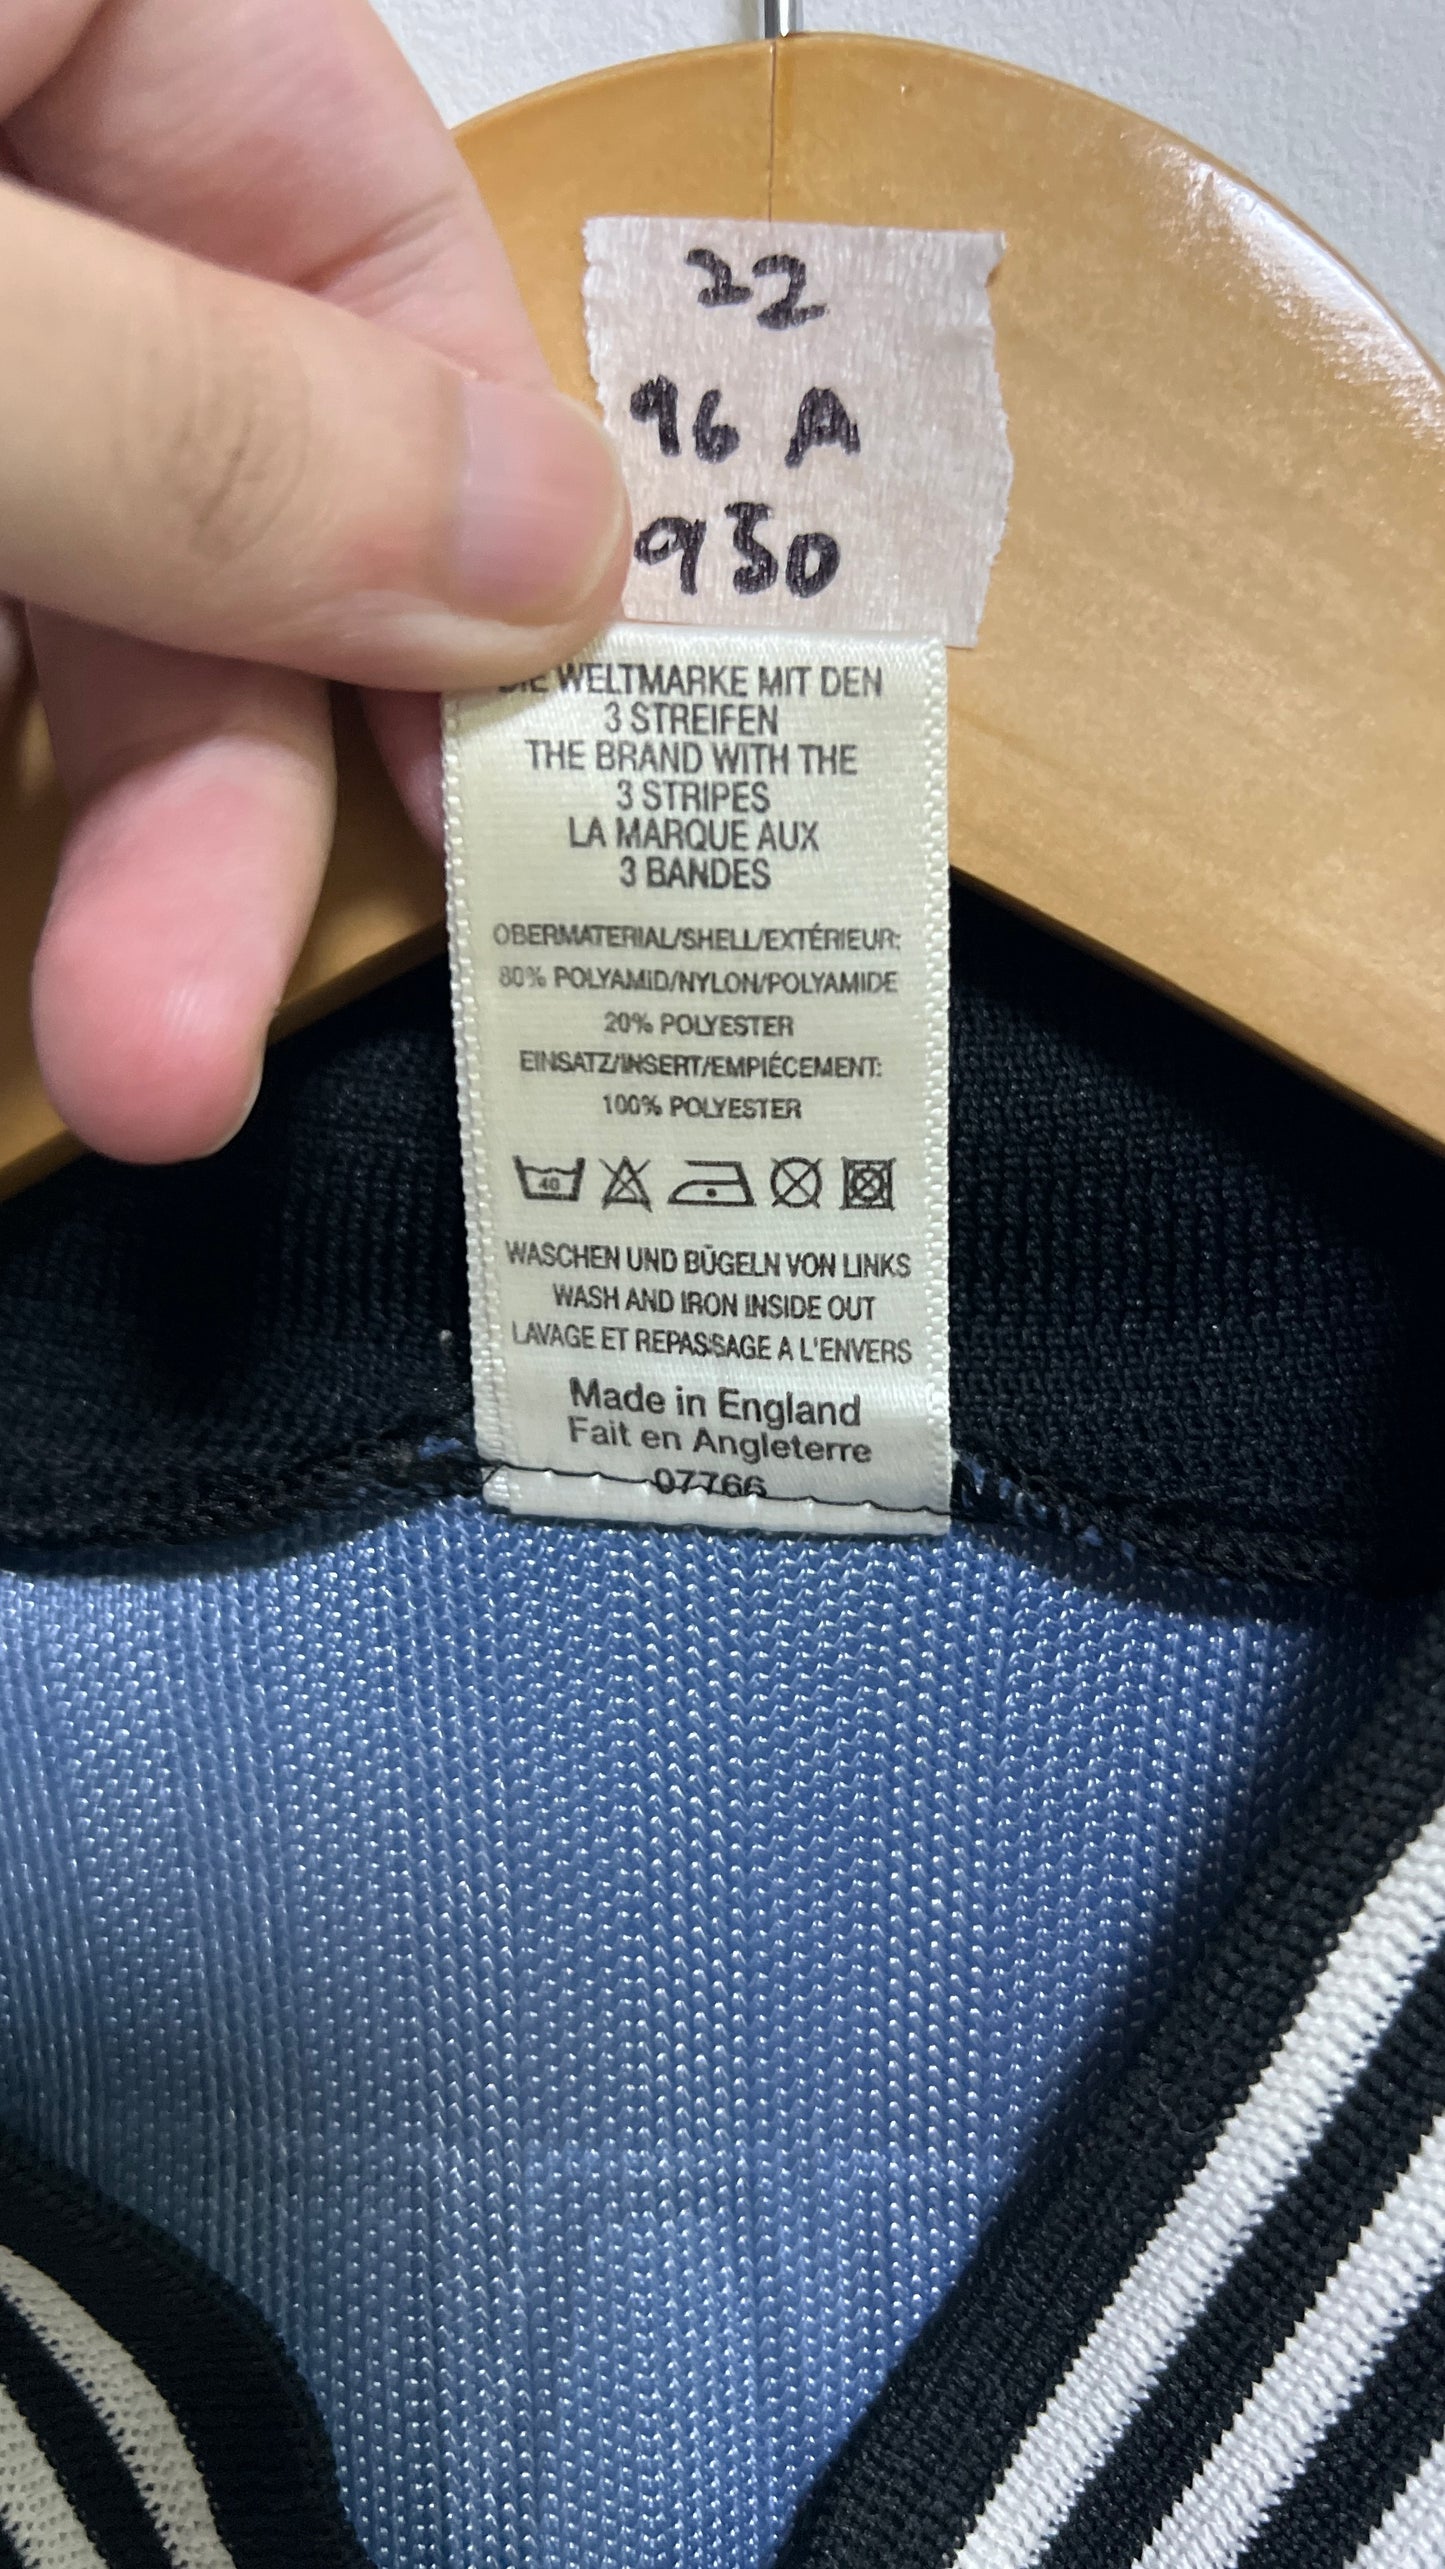 22
96 A
930
DIE WELTMARKE MIT DEN
3 STREIFEN
THE BRAND WITH THE
3 STRIPES
LA MARQUE AUX
3 BANDES
OBERMATERIAL/SHELL/EXTÉRIEUR:
80% POLYAMID/NYLON/POLYAMIDE
20% POLYESTER
EINSATZ/INSERT/EMPIÉCEMENT:
100% POLYESTER
40
WASCHEN UND BÜGELN VON LINKS
WASH AND IRON INSIDE OUT
LAVAGE ET REPASSAGE A L'ENVERS
Made in England
Fait en Angleterre
07766